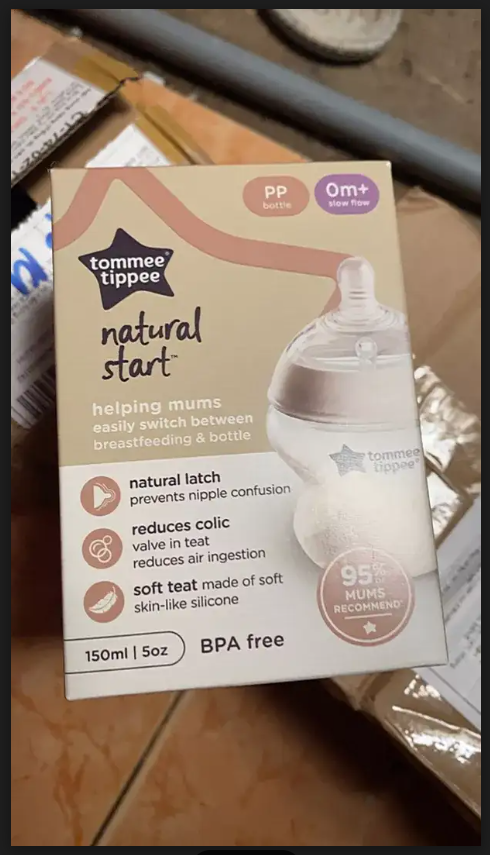 PP
bottle
0m+
slow flow
tommee®
tippee
natural
start™
helping mums
easily switch between
breastfeeding & bottle
tommee
tippee®
natural latch
prevents nipple confusion
reduces colic
valve in teat
reduces air ingestion
soft teat made of soft
skin-like silicone
95%
OF
MUMS
RECOMMEND*
150ml | 5oz
BPA free